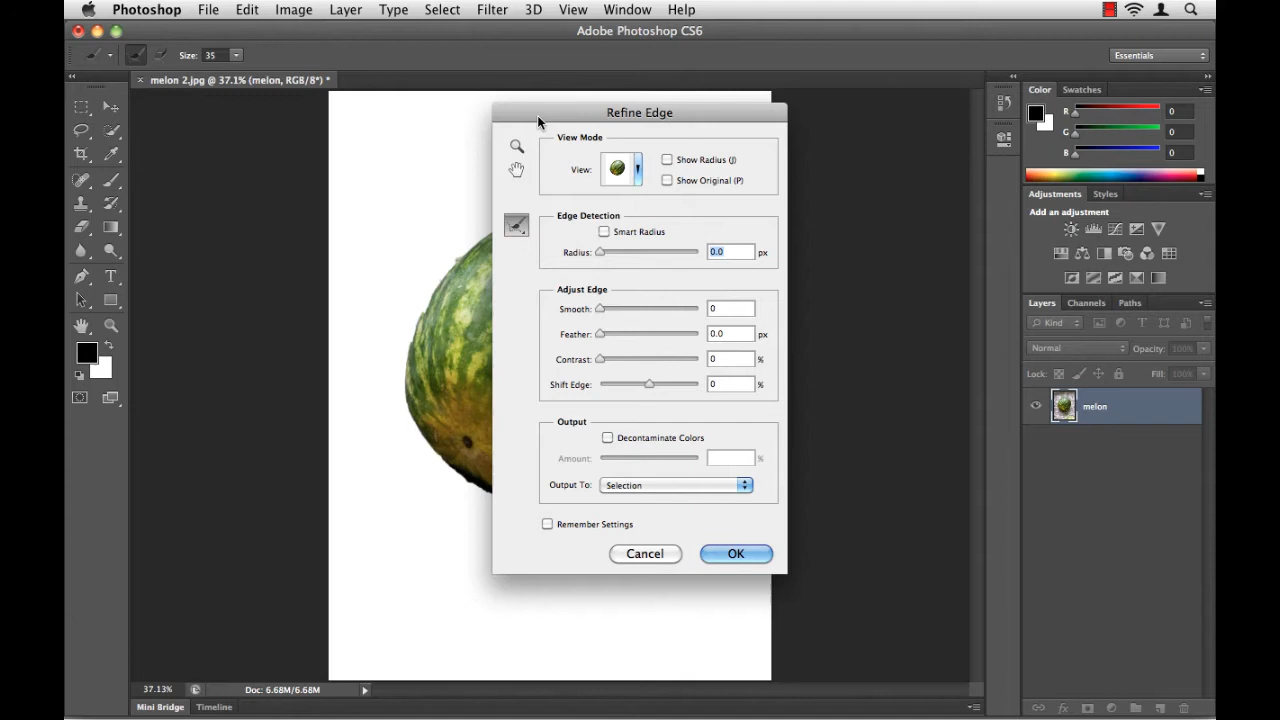 Photoshop File Edit Image Layer Type Select Filter 3D View Window Help
Adobe Photoshop CS6
Size: 35
Essentials
melon 2.jpg @ 37.1% (melon, RGB/8*) *
Refine Edge
View Mode
View:
Show Radius (J)
Show Original (P)
Edge Detection
Smart Radius
Radius: 0.0 px
Adjust Edge
Smooth: 0
Feather: 0.0 px
Contrast: 0 %
Shift Edge: 0 %
Output
Decontaminate Colors
Amount: %
Output To: Selection
Remember Settings
Cancel OK
Color Swatches
R 0
G 0
B 0
Adjustments Styles
Add an adjustment
Layers Channels Paths
Kind
Normal Opacity: 100%
Lock: Fill: 100%
melon
37.13% Doc: 6.68M/6.68M
Mini Bridge Timeline